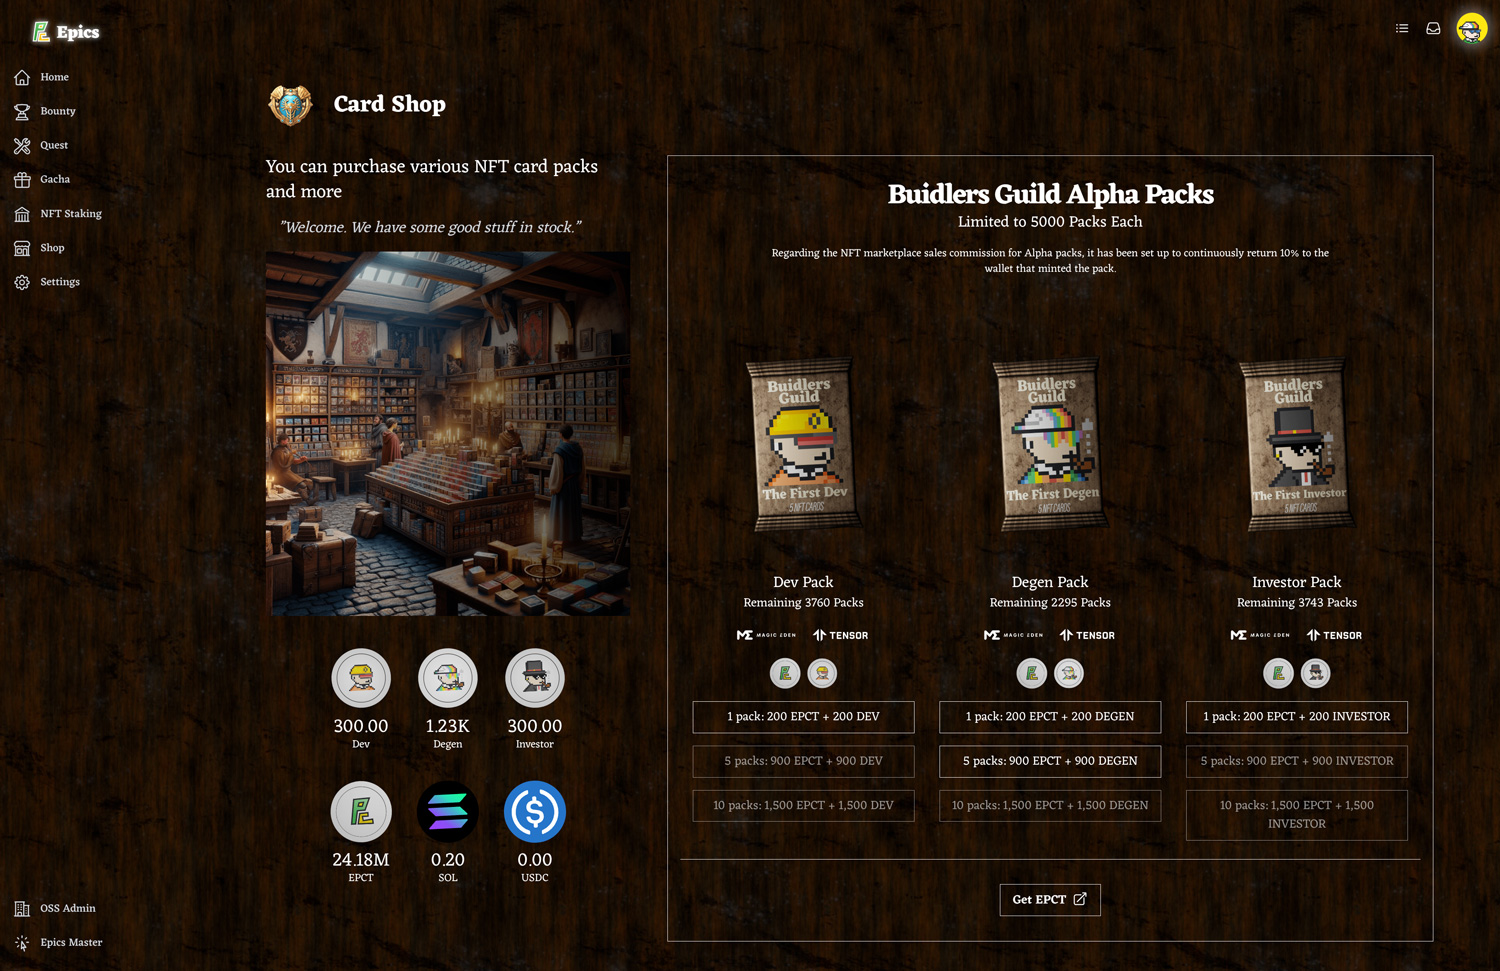 Epics
Home
Bounty
Quest
Gacha
NFT Staking
Shop
Settings
OSS Admin
Epics Master
Card Shop
You can purchase various NFT card packs
and more
"Welcome. We have some good stuff in stock."
300.00
Dev
1.23K
Degen
300.00
Investor
24.18M
EPCT
0.20
SOL
0.00
USDC
Buidlers Guild Alpha Packs
Limited to 5000 Packs Each
Regarding the NFT marketplace sales commission for Alpha packs, it has been set up to continuously return 10% to the
wallet that minted the pack.
Buidlers
Guild
The First Dev
5 NFT CARDS
Dev Pack
Remaining 3760 Packs
MAGIC EDEN
TENSOR
1 pack: 200 EPCT + 200 DEV
5 packs: 900 EPCT + 900 DEV
10 packs: 1,500 EPCT + 1,500 DEV
Buidlers
Guild
The First Degen
5 NFT CARDS
Degen Pack
Remaining 2295 Packs
MAGIC EDEN
TENSOR
1 pack: 200 EPCT + 200 DEGEN
5 packs: 900 EPCT + 900 DEGEN
10 packs: 1,500 EPCT + 1,500 DEGEN
Buidlers
Guild
The First Investor
5 NFT CARDS
Investor Pack
Remaining 3743 Packs
MAGIC EDEN
TENSOR
1 pack: 200 EPCT + 200 INVESTOR
5 packs: 900 EPCT + 900 INVESTOR
10 packs: 1,500 EPCT + 1,500
INVESTOR
Get EPCT